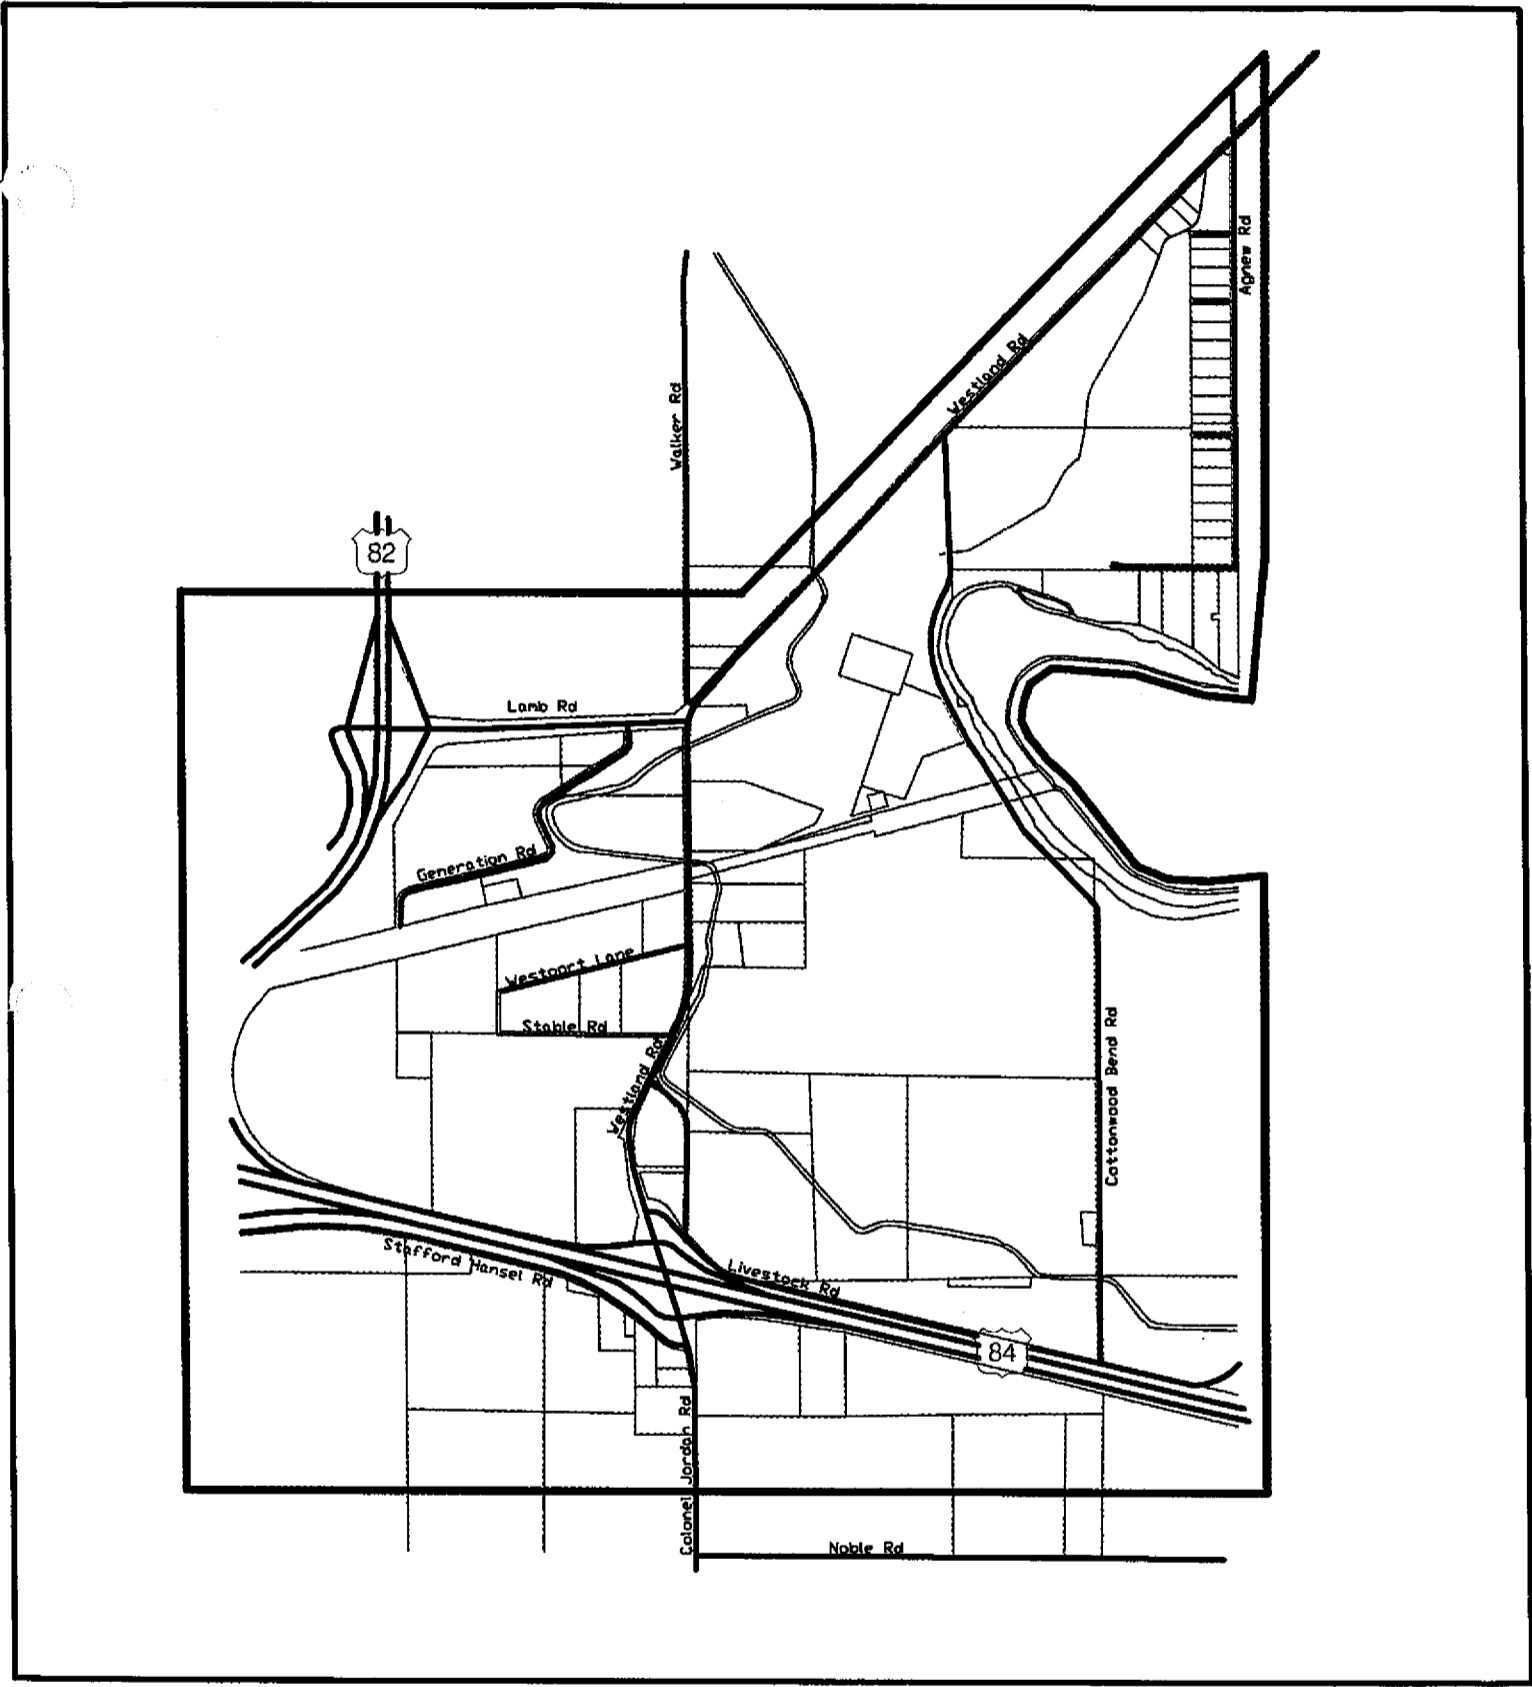 Agnew Rd
Westland Rd
Walker Rd
82
Lamb Rd
Generation Rd
Westport Lane
Stable Rd
Westland Rd
Cottonwood Bend Rd
Stafford Hansel Rd
Livestock Rd
84
Colonel Jordan Rd
Noble Rd